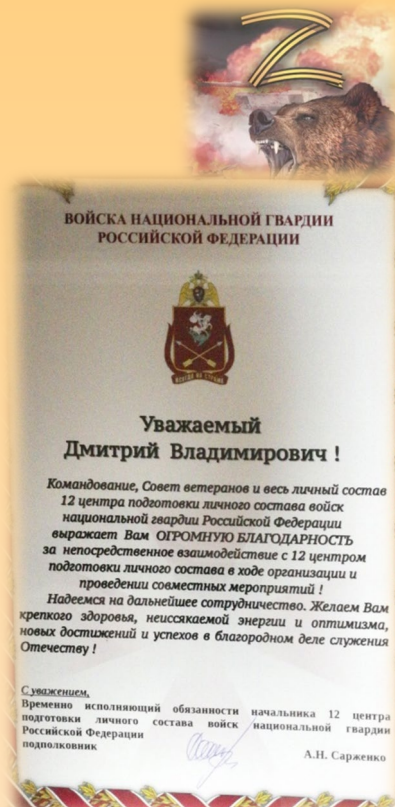 Z
ВОЙСКА НАЦИОНАЛЬНОЙ ГВАРДИИ
РОССИЙСКОЙ ФЕДЕРАЦИИ
ВСЕГДА НА СТРАЖЕ
Уважаемый
Дмитрий Владимирович !
Командование, Совет ветеранов и весь личный состав
12 центра подготовки личного состава войск
национальной гвардии Российской Федерации
выражает Вам ОГРОМНУЮ БЛАГОДАРНОСТЬ
за непосредственное взаимодействие с 12 центром
подготовки личного состава в ходе организации и
проведении совместных мероприятий !
Надеемся на дальнейшее сотрудничество. Желаем Вам
крепкого здоровья, неиссякаемой энергии и оптимизма,
новых достижений и успехов в благородном деле служения
Отечеству !
С уважением,
Временно исполняющий обязанности начальника 12 центра
подготовки личного состава войск национальной гвардии
Российской Федерации
подполковник
А.Н. Сарженко